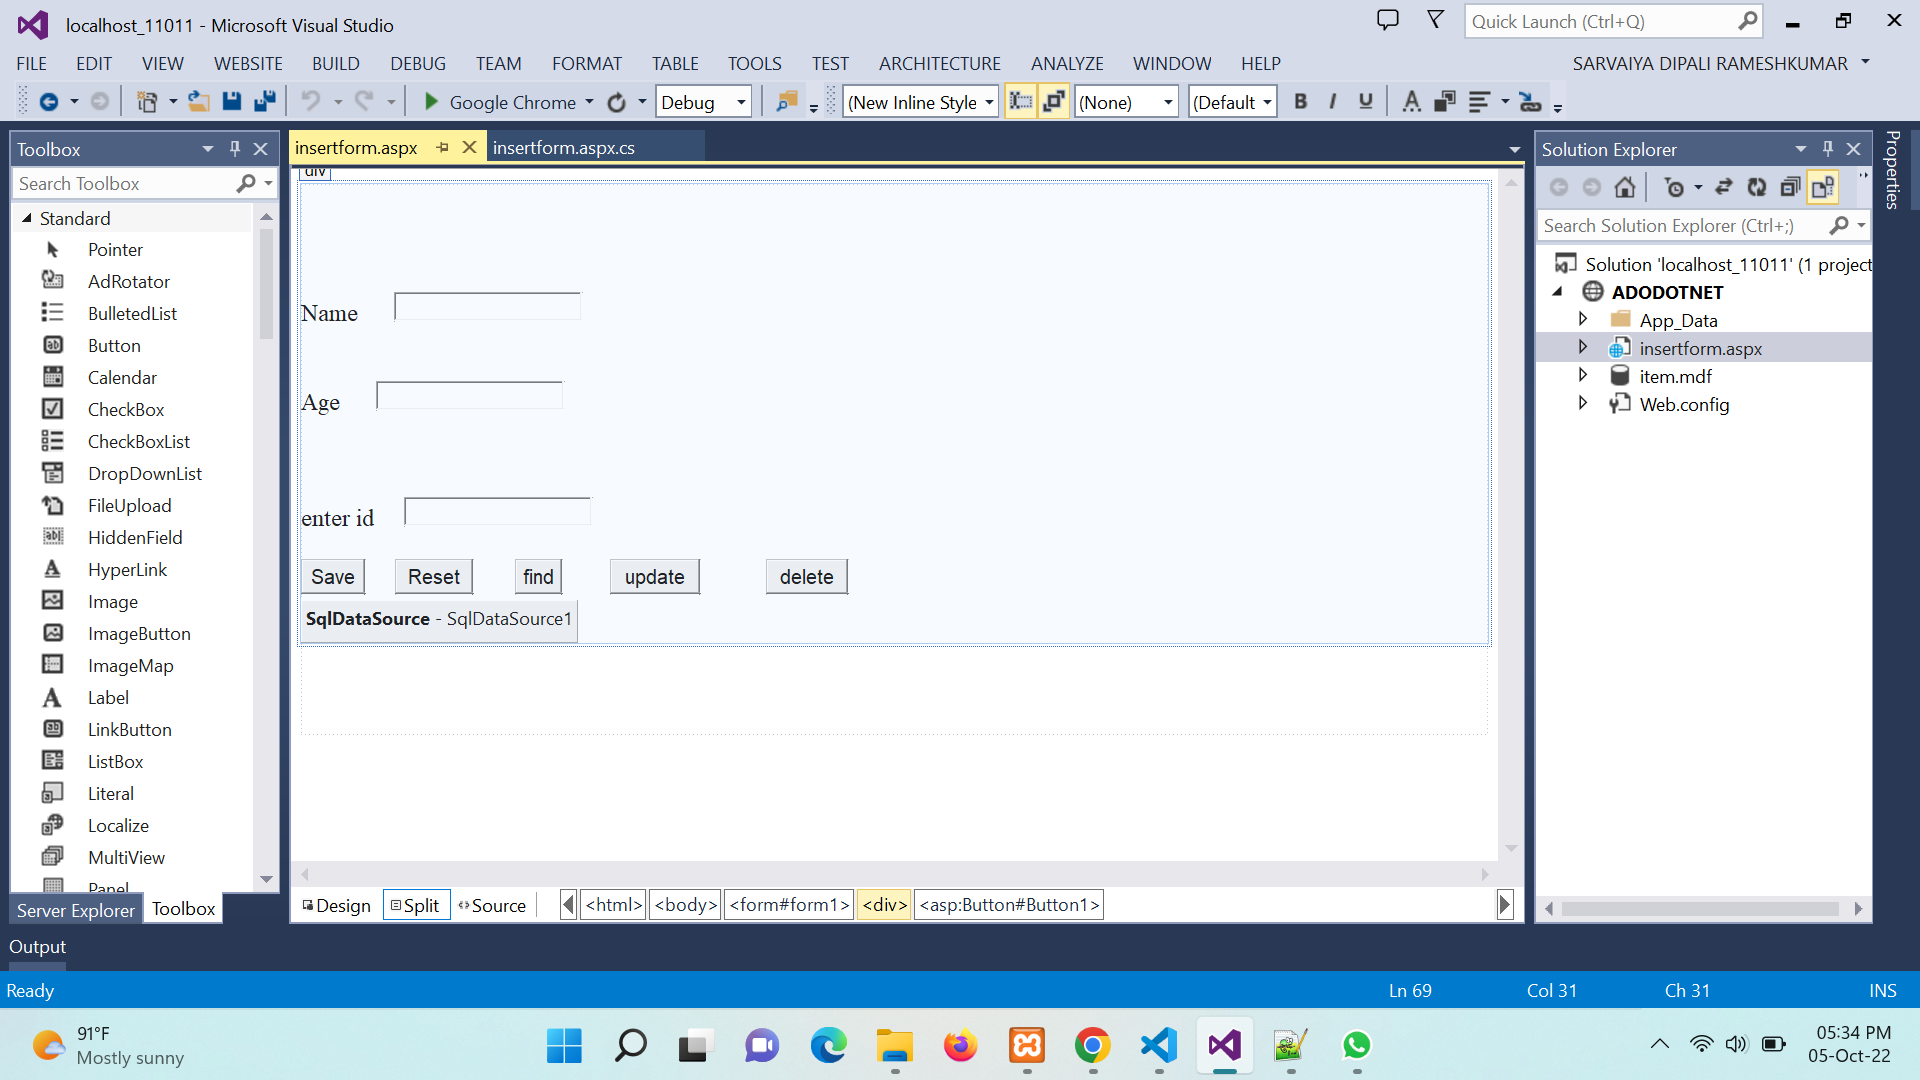 localhost_11011 - Microsoft Visual Studio
Quick Launch (Ctrl+Q)
FILE EDIT VIEW WEBSITE BUILD DEBUG TEAM FORMAT TABLE TOOLS TEST ARCHITECTURE ANALYZE WINDOW HELP
SARVAIYA DIPALI RAMESHKUMAR
Google Chrome Debug (New Inline Style (None) (Default B I U A
Toolbox
Search Toolbox
Standard
Pointer
AdRotator
BulletedList
Button
Calendar
CheckBox
CheckBoxList
DropDownList
FileUpload
HiddenField
HyperLink
Image
ImageButton
ImageMap
Label
LinkButton
ListBox
Literal
Localize
MultiView
Panel
Server Explorer Toolbox
insertform.aspx insertform.aspx.cs
div
Name
Age
enter id
Save Reset find update delete
SqlDataSource - SqlDataSource1
Design Split Source <html> <body> <form#form1> <div> <asp:Button#Button1>
Solution Explorer
Search Solution Explorer (Ctrl+;)
Solution 'localhost_11011' (1 project
ADODOTNET
App_Data
insertform.aspx
item.mdf
Web.config
Properties
Output
Ready Ln 69 Col 31 Ch 31 INS
91°F
Mostly sunny
05:34 PM
05-Oct-22